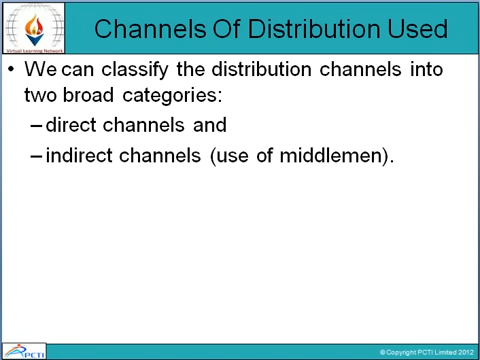 Channels Of Distribution Used
Virtual Learning Network
• We can classify the distribution channels into
two broad categories:
– direct channels and
– indirect channels (use of middlemen).
PCTI
© Copyright PCTI Limited 2012